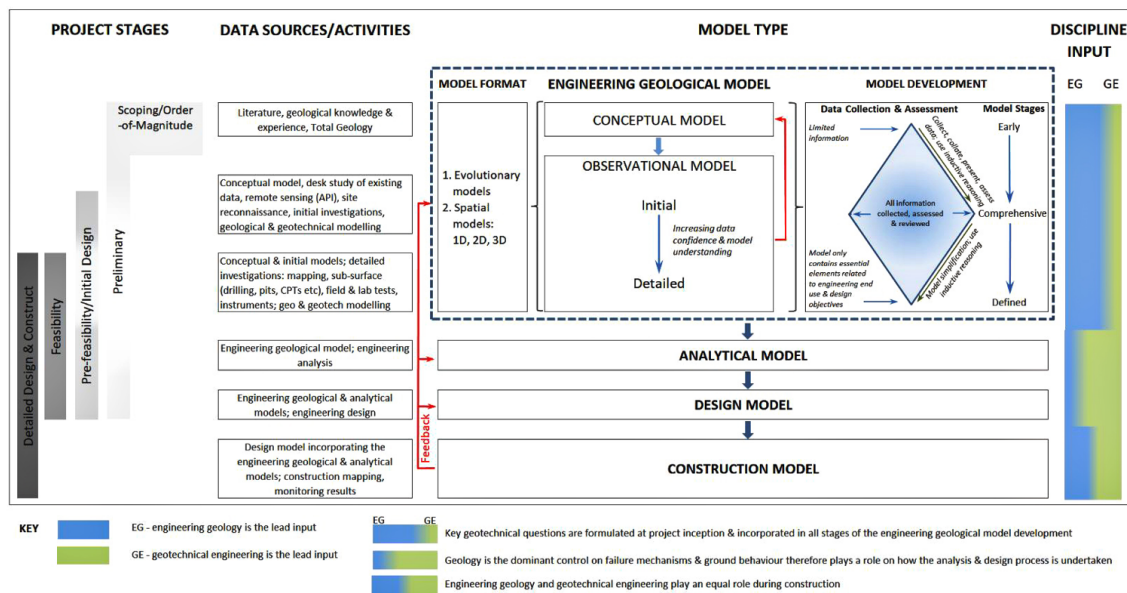 PROJECT STAGES
DATA SOURCES/ACTIVITIES
MODEL TYPE
DISCIPLINE
INPUT
EG
GE
Scoping/Order
-of-Magnitude
Preliminary
Pre-feasibility/Initial Design
Feasibility
Detailed Design & Construct
Literature, geological knowledge &
experience, Total Geology
Conceptual model, desk study of existing
data, remote sensing (API), site
reconnaissance, initial investigations,
geological & geotechnical modelling
Conceptual & initial models; detailed
investigations: mapping, sub-surface
(drilling, pits, CPTs etc), field & lab tests,
instruments; geo & geotech modelling
Engineering geological model; engineering
analysis
Engineering geological & analytical
models; engineering design
Design model incorporating the
engineering geological & analytical
models; construction mapping,
monitoring results
Feedback
MODEL FORMAT
1. Evolutionary
models
2. Spatial
models:
1D, 2D, 3D
ENGINEERING GEOLOGICAL MODEL
CONCEPTUAL MODEL
OBSERVATIONAL MODEL
Initial
Increasing data
confidence & model
understanding
Detailed
MODEL DEVELOPMENT
Data Collection & Assessment
Model Stages
Limited
information
Collect, collate, present, assess
data; use inductive reasoning
Early
All information
collected, assessed
& reviewed
Comprehensive
Model only
contains essential
elements related
to engineering end
use & design
objectives
Model simplification, use
inductive reasoning
Defined
ANALYTICAL MODEL
DESIGN MODEL
CONSTRUCTION MODEL
KEY
EG - engineering geology is the lead input
GE - geotechnical engineering is the lead input
EG
GE
Key geotechnical questions are formulated at project inception & incorporated in all stages of the engineering geological model development
Geology is the dominant control on failure mechanisms & ground behaviour therefore plays a role on how the analysis & design process is undertaken
Engineering geology and geotechnical engineering play an equal role during construction